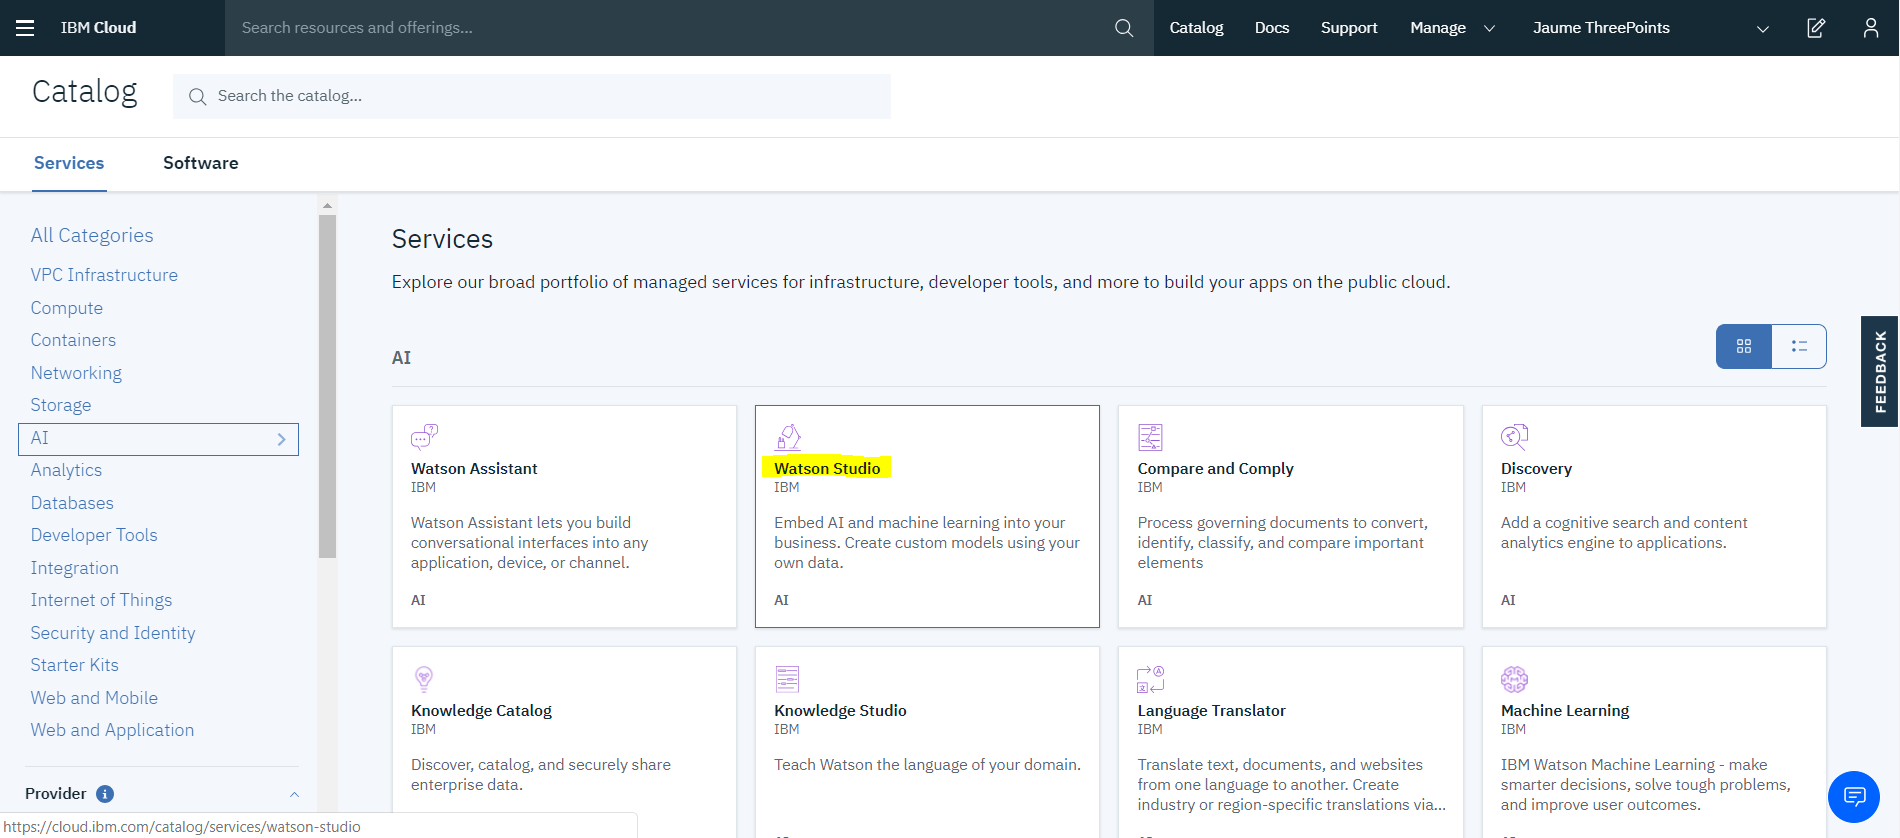 IBM Cloud
Search resources and offerings...
Catalog
Docs
Support
Manage
Jaume ThreePoints
Catalog
Search the catalog...
Services
Software
All Categories
VPC Infrastructure
Compute
Containers
Networking
Storage
AI
Analytics
Databases
Developer Tools
Integration
Internet of Things
Security and Identity
Starter Kits
Web and Mobile
Web and Application
Provider
Services
Explore our broad portfolio of managed services for infrastructure, developer tools, and more to build your apps on the public cloud.
AI
Watson Assistant
IBM
Watson Assistant lets you build
conversational interfaces into any
application, device, or channel.
AI
Watson Studio
IBM
Embed AI and machine learning into your
business. Create custom models using your
own data.
AI
Compare and Comply
IBM
Process governing documents to convert,
identify, classify, and compare important
elements
AI
Discovery
IBM
Add a cognitive search and content
analytics engine to applications.
AI
Knowledge Catalog
IBM
Discover, catalog, and securely share
enterprise data.
Knowledge Studio
IBM
Teach Watson the language of your domain.
Language Translator
IBM
Translate text, documents, and websites
from one language to another. Create
industry or region-specific translations via...
Machine Learning
IBM
IBM Watson Machine Learning - make
smarter decisions, solve tough problems,
and improve user outcomes.
FEEDBACK
https://cloud.ibm.com/catalog/services/watson-studio